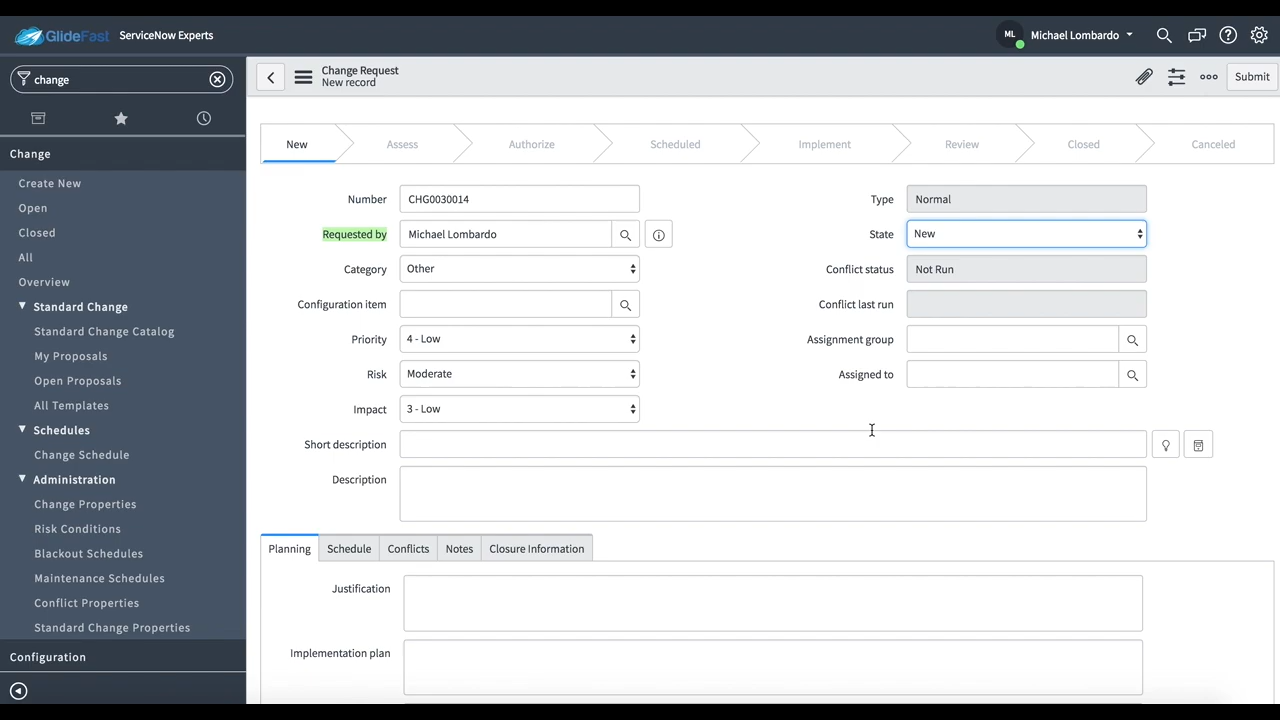 GlideFast ServiceNow Experts
ML Michael Lombardo
change
Change Request
New record
Submit
Change
Create New
Open
Closed
All
Overview
Standard Change
Standard Change Catalog
My Proposals
Open Proposals
All Templates
Schedules
Change Schedule
Administration
Change Properties
Risk Conditions
Blackout Schedules
Maintenance Schedules
Conflict Properties
Standard Change Properties
Configuration
New Assess Authorize Scheduled Implement Review Closed Canceled
Number CHG0030014
Requested by Michael Lombardo
Category Other
Configuration item
Priority 4 - Low
Risk Moderate
Impact 3 - Low
Type Normal
State New
Conflict status Not Run
Conflict last run
Assignment group
Assigned to
Short description
Description
Planning Schedule Conflicts Notes Closure Information
Justification
Implementation plan